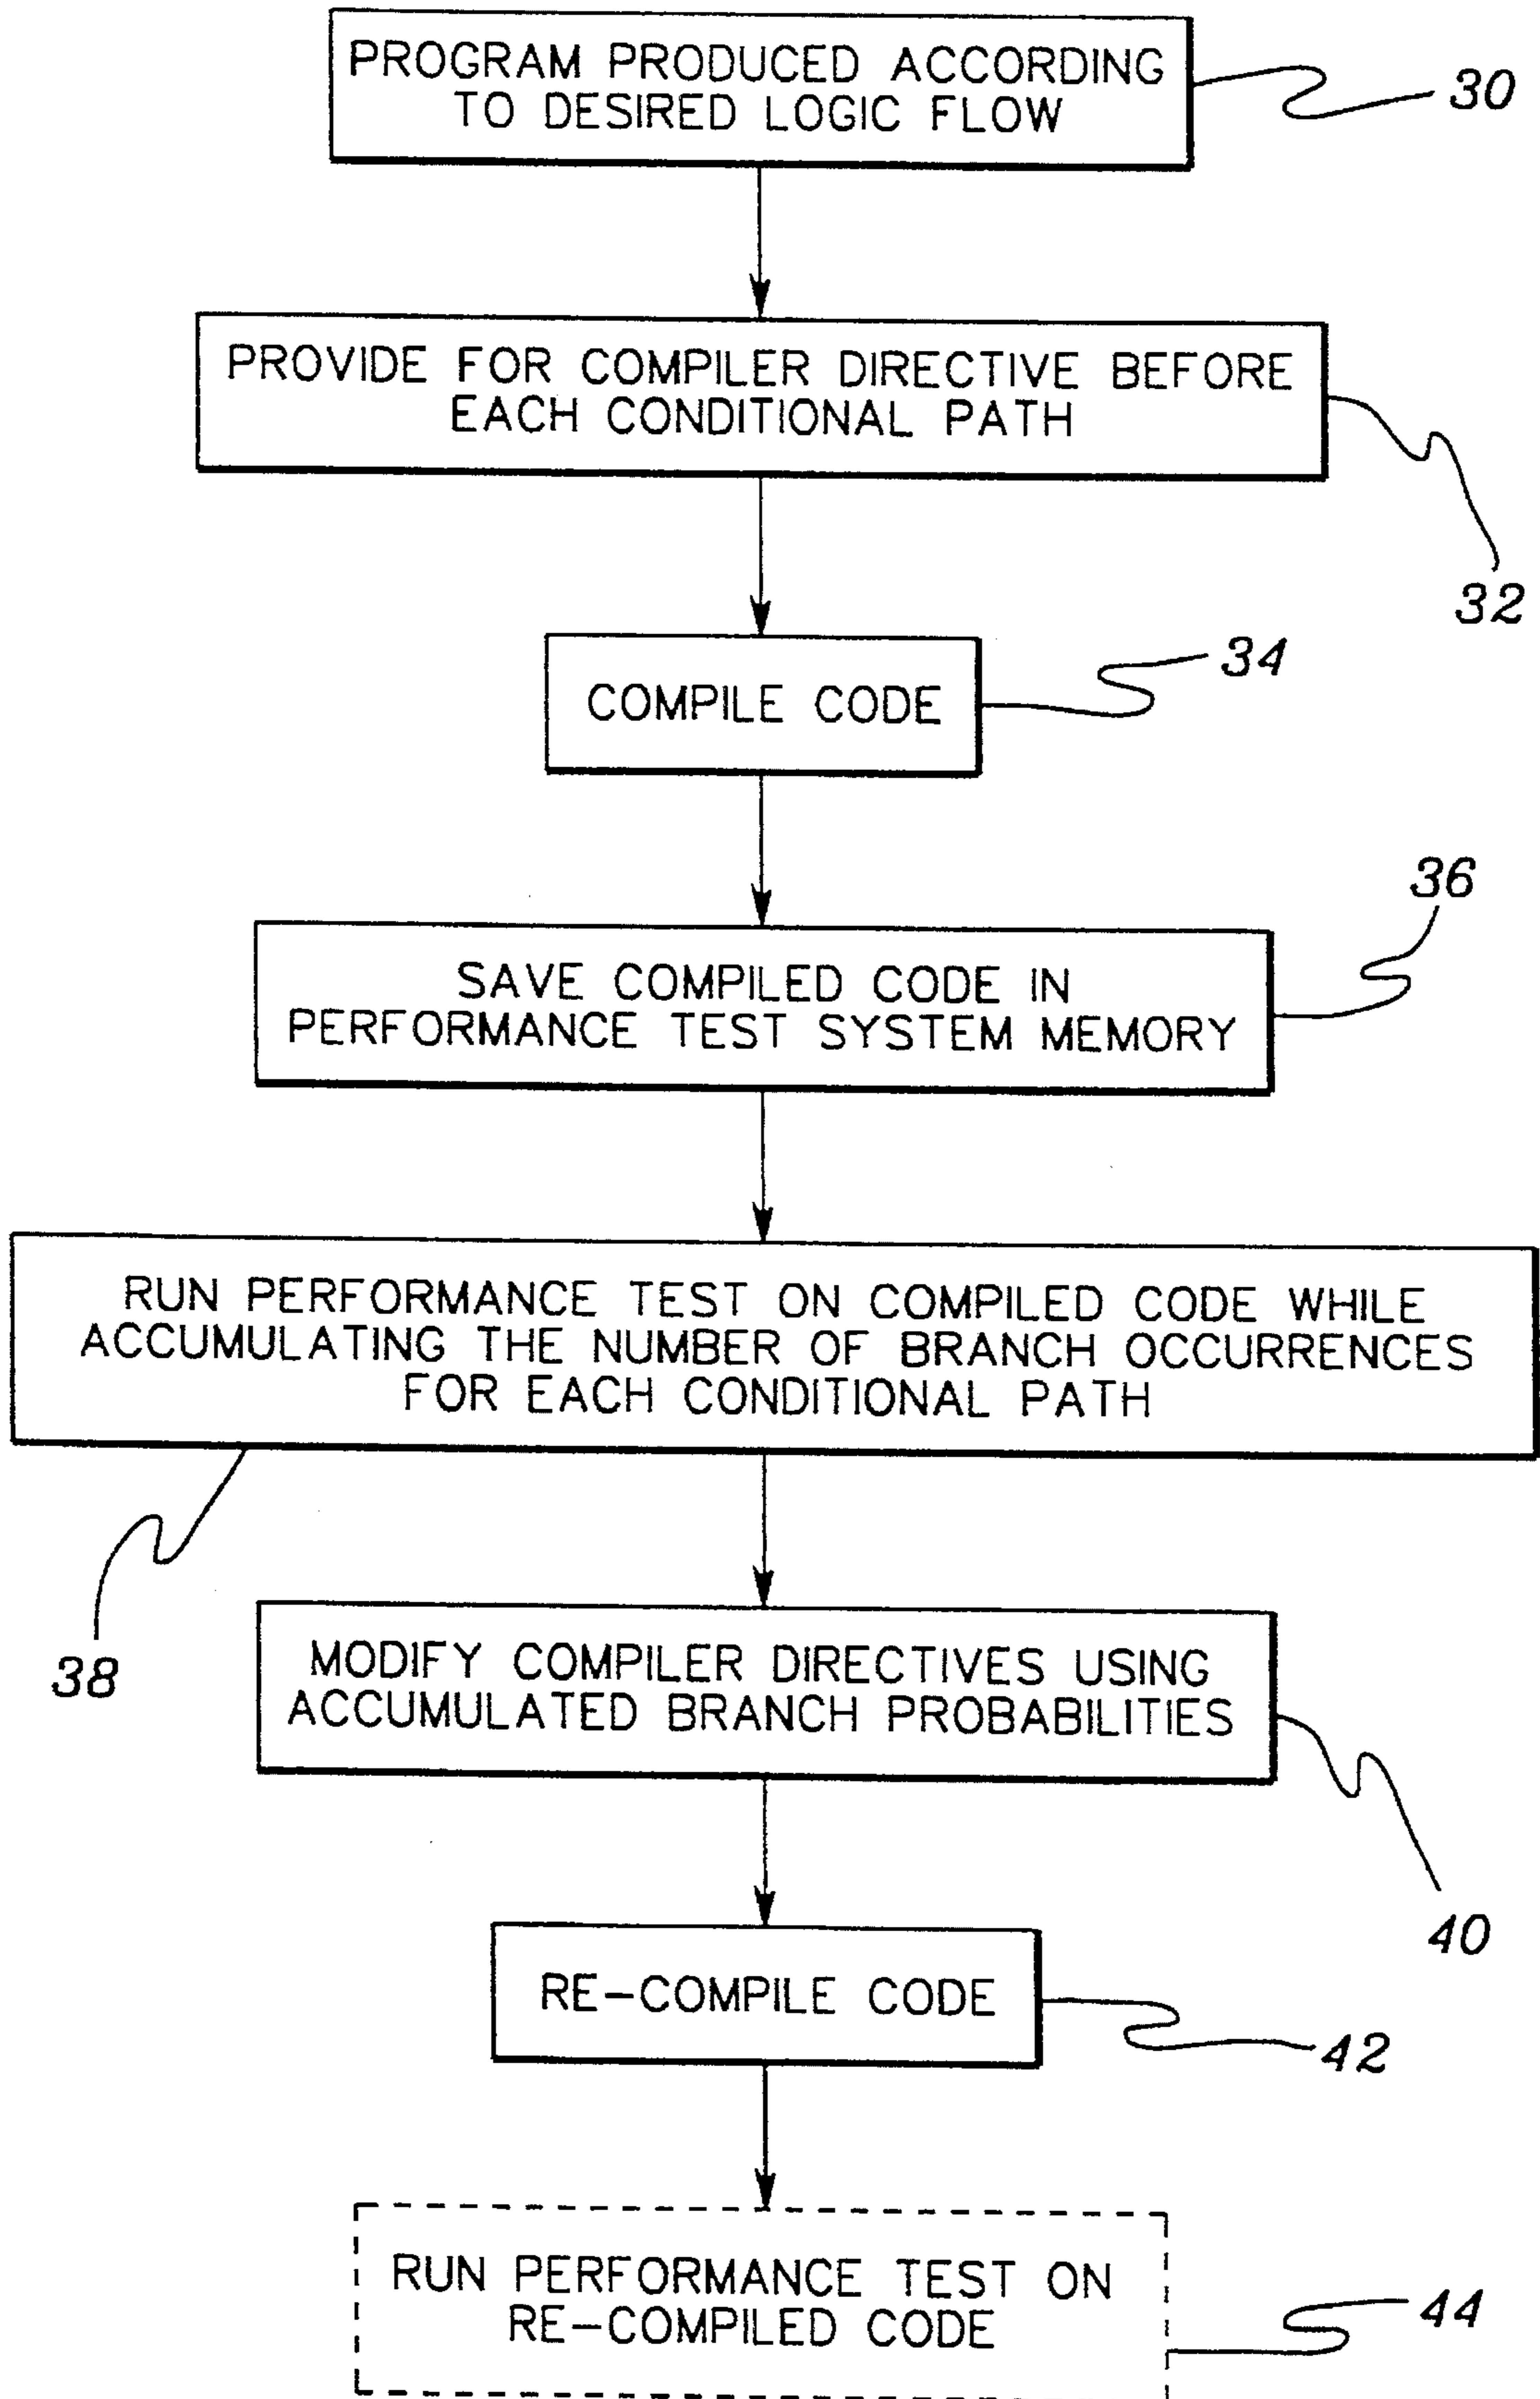 PROGRAM PRODUCED ACCORDING
TO DESIRED LOGIC FLOW
30
PROVIDE FOR COMPILER DIRECTIVE BEFORE
EACH CONDITIONAL PATH
32
COMPILE CODE
34
36
SAVE COMPILED CODE IN
PERFORMANCE TEST SYSTEM MEMORY
RUN PERFORMANCE TEST ON COMPILED CODE WHILE
ACCUMULATING THE NUMBER OF BRANCH OCCURRENCES
FOR EACH CONDITIONAL PATH
38
MODIFY COMPILER DIRECTIVES USING
ACCUMULATED BRANCH PROBABILITIES
40
RE-COMPILE CODE
42
RUN PERFORMANCE TEST ON
RE-COMPILED CODE
44